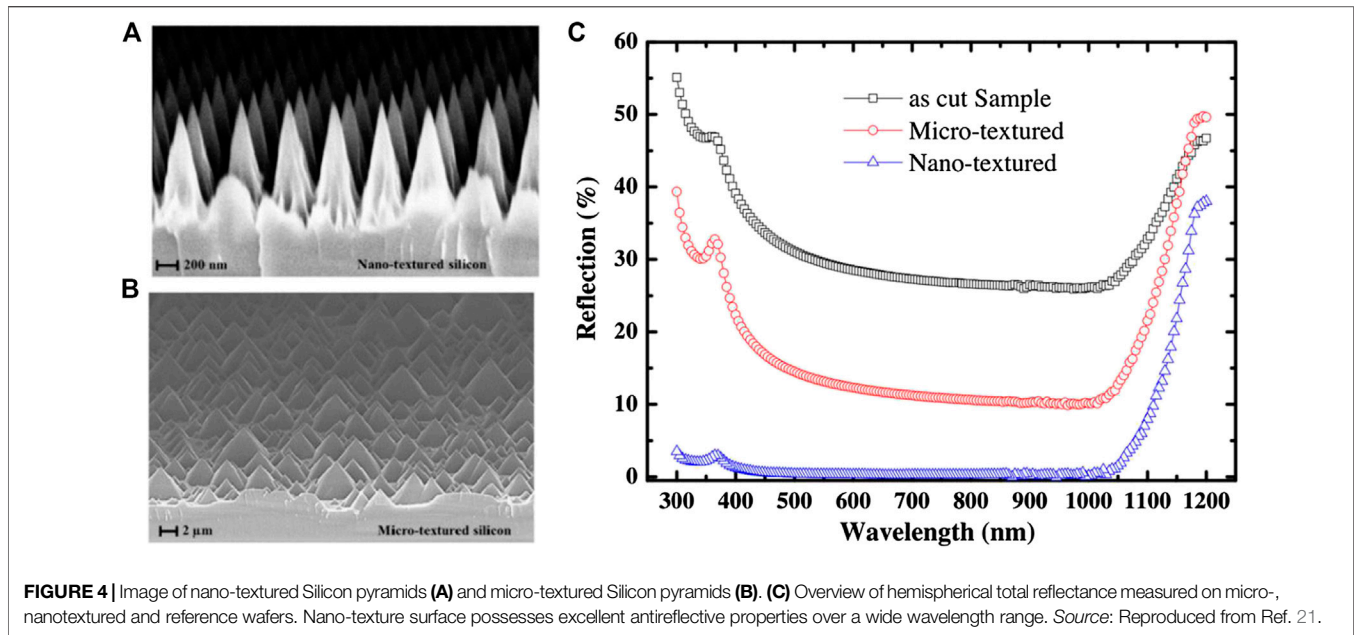 A
200 nm
Nano-textured silicon
B
2 µm
Micro-textured silicon
C
60
50
40
30
20
10
0
Reflection (%)
as cut Sample
Micro-textured
Nano-textured
300 400 500 600 700 800 900 1000 1100 1200
Wavelength (nm)
FIGURE 4 | Image of nano-textured Silicon pyramids (A) and micro-textured Silicon pyramids (B). (C) Overview of hemispherical total reflectance measured on micro-,
nanotextured and reference wafers. Nano-texture surface possesses excellent antireflective properties over a wide wavelength range. Source: Reproduced from Ref. 21.